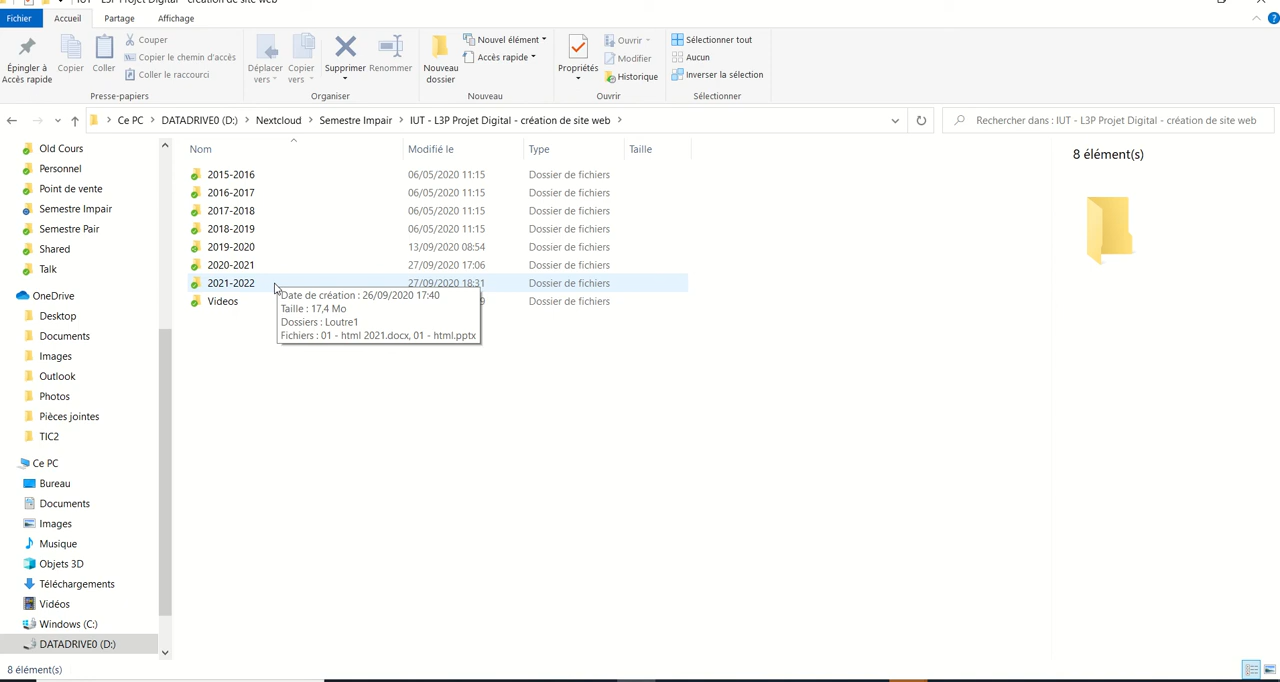 IUT - L3P Projet Digital - création de site web
Fichier Accueil Partage Affichage
Épingler à Accès rapide
Copier
Coller
Couper
Copier le chemin d'accès
Coller le raccourci
Presse-papiers
Déplacer vers
Copier vers
Supprimer
Renommer
Organiser
Nouveau dossier
Nouvel élément
Accès rapide
Nouveau
Propriétés
Ouvrir
Modifier
Historique
Ouvrir
Sélectionner tout
Aucun
Inverser la sélection
Sélectionner
Ce PC > DATADRIVE0 (D:) > Nextcloud > Semestre Impair > IUT - L3P Projet Digital - création de site web >
Rechercher dans : IUT - L3P Projet Digital - création de site web
Old Cours
Personnel
Point de vente
Semestre Impair
Semestre Pair
Shared
Talk
OneDrive
Desktop
Documents
Images
Outlook
Photos
Pièces jointes
TIC2
Ce PC
Bureau
Documents
Images
Musique
Objets 3D
Téléchargements
Vidéos
Windows (C:)
DATADRIVE0 (D:)
Nom Modifié le Type Taille
2015-2016 06/05/2020 11:15 Dossier de fichiers
2016-2017 06/05/2020 11:15 Dossier de fichiers
2017-2018 06/05/2020 11:15 Dossier de fichiers
2018-2019 06/05/2020 11:15 Dossier de fichiers
2019-2020 13/09/2020 08:54 Dossier de fichiers
2020-2021 27/09/2020 17:06 Dossier de fichiers
2021-2022 27/09/2020 18:31 Dossier de fichiers
Videos 9 Dossier de fichiers
Date de création : 26/09/2020 17:40
Taille : 17,4 Mo
Dossiers : Loutre1
Fichiers : 01 - html 2021.docx, 01 - html.pptx
8 élément(s)
8 élément(s)